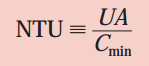 NTU ≡ UA / C_min